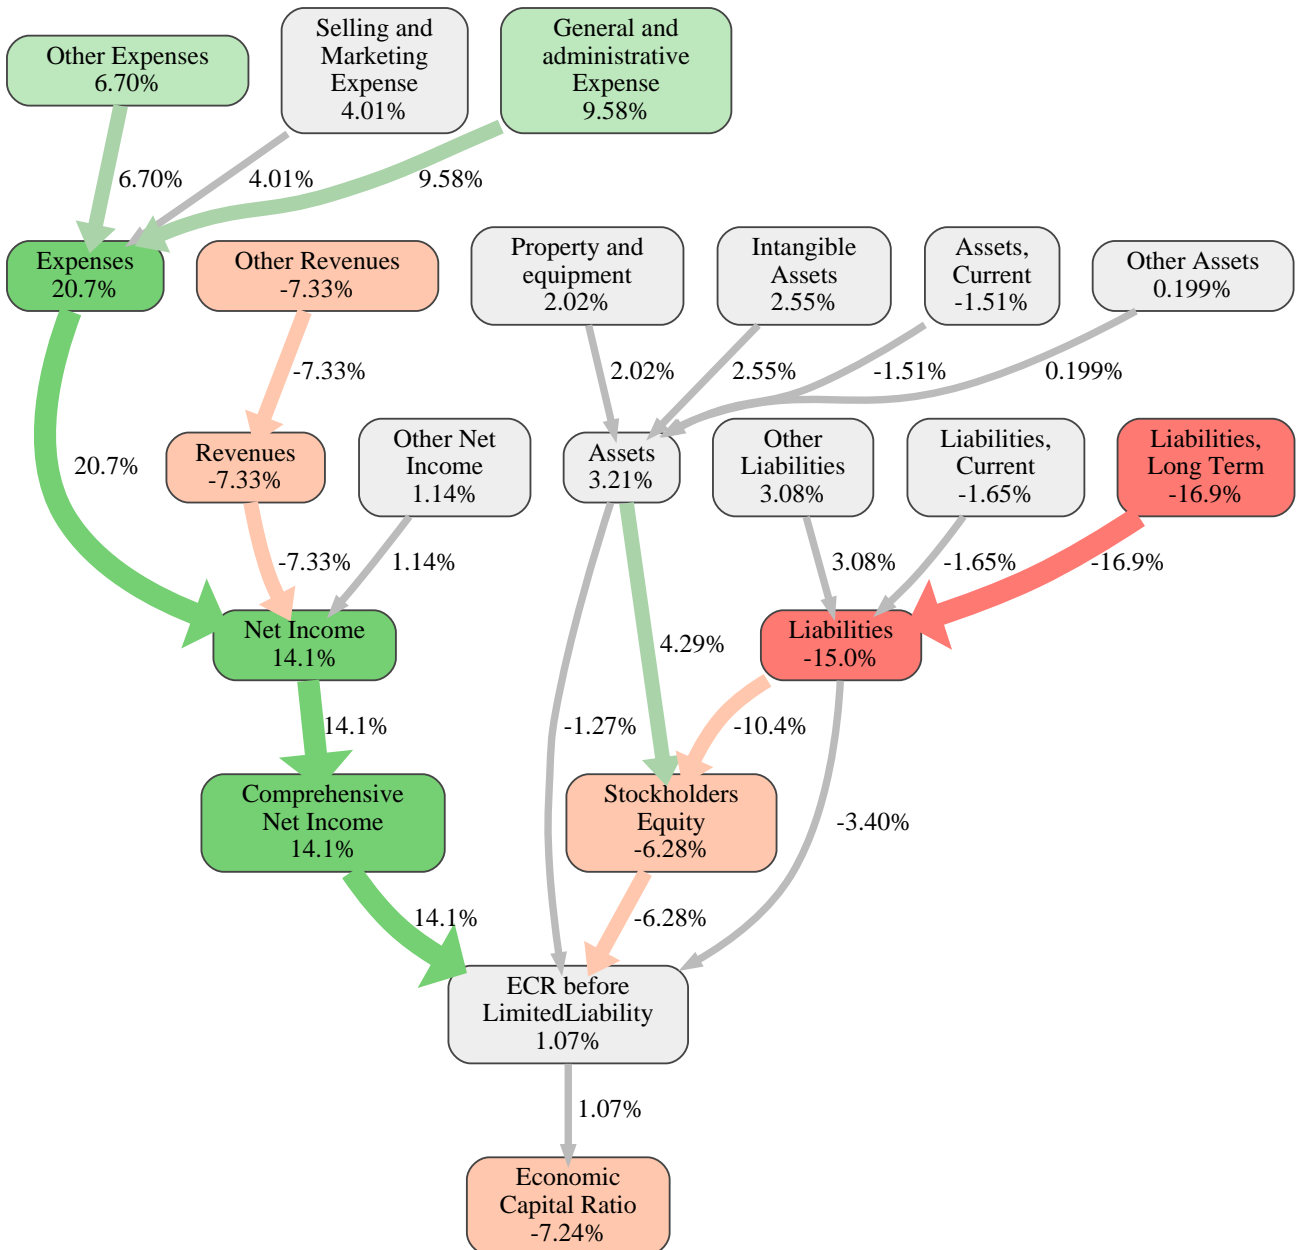 Other Expenses
6.70%
Selling and
Marketing
Expense
4.01%
General and
administrative
Expense
9.58%
6.70%
4.01%
9.58%
Expenses
20.7%
Other Revenues
-7.33%
Property and
equipment
2.02%
Intangible
Assets
2.55%
Assets,
Current
-1.51%
Other Assets
0.199%
-7.33%
2.02%
2.55%
-1.51%
0.199%
20.7%
Revenues
-7.33%
Other Net
Income
1.14%
Assets
3.21%
Other
Liabilities
3.08%
Liabilities,
Current
-1.65%
Liabilities,
Long Term
-16.9%
-7.33%
1.14%
3.08%
-1.65%
-16.9%
Net Income
14.1%
4.29%
Liabilities
-15.0%
14.1%
-1.27%
-10.4%
Comprehensive
Net Income
14.1%
Stockholders
Equity
-6.28%
-3.40%
14.1%
-6.28%
ECR before
LimitedLiability
1.07%
1.07%
Economic
Capital Ratio
-7.24%